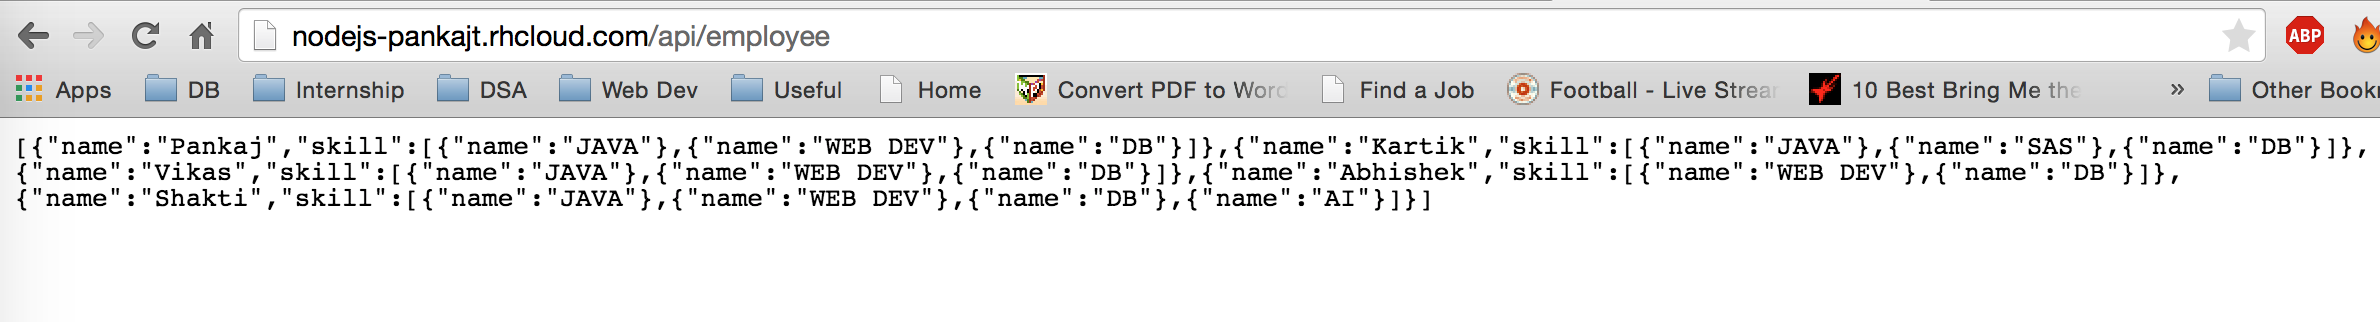 nodejs-pankajt.rhcloud.com/api/employee
ABP
Apps DB Internship DSA Web Dev Useful Home Convert PDF to Word Find a Job Football - Live Strear 10 Best Bring Me the » Other Book
[{"name":"Pankaj","skill":[{"name":"JAVA"},{"name":"WEB DEV"},{"name":"DB"}]},{"name":"Kartik","skill":[{"name":"JAVA"},{"name":"SAS"},{"name":"DB"}]},
{"name":"Vikas","skill":[{"name":"JAVA"},{"name":"WEB DEV"},{"name":"DB"}]},{"name":"Abhishek","skill":[{"name":"WEB DEV"},{"name":"DB"}]},
{"name":"Shakti","skill":[{"name":"JAVA"},{"name":"WEB DEV"},{"name":"DB"},{"name":"AI"}]}]